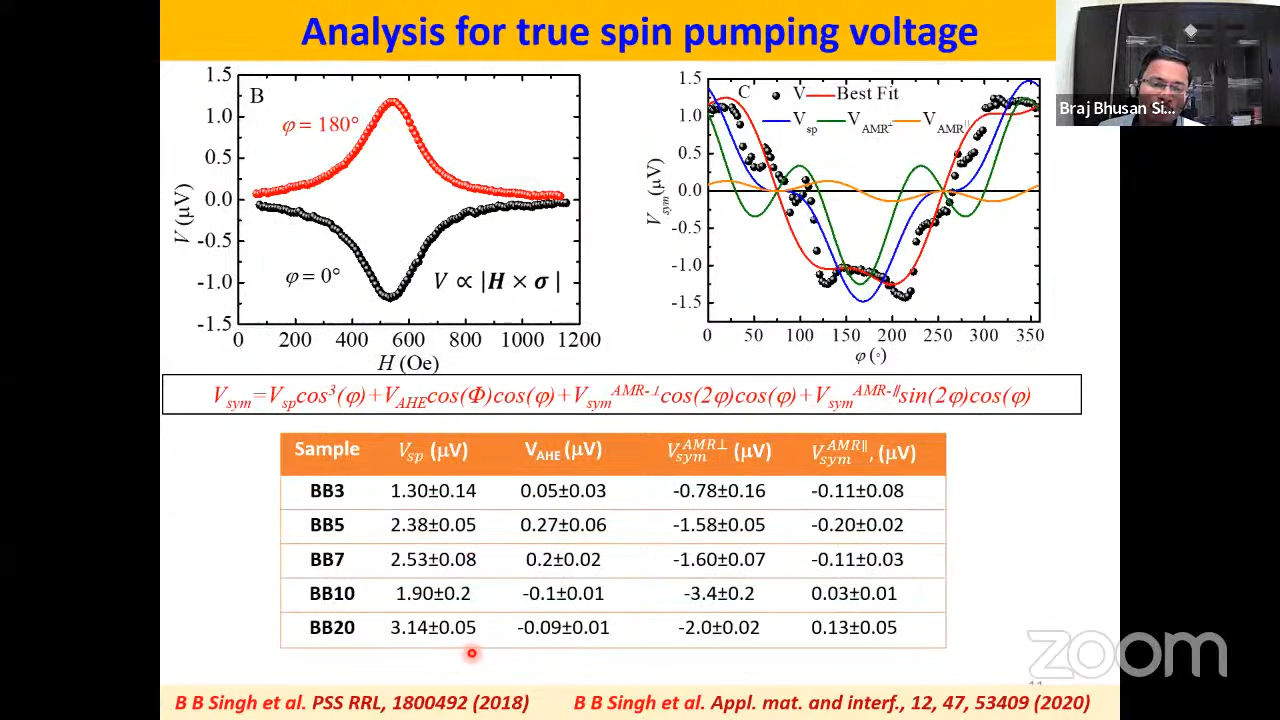 Analysis for true spin pumping voltage
Braj Bhusan Si...
B
φ = 180°
φ = 0°
V ∝ |H × σ |
V (μV)
1.5
1.0
0.5
0.0
-0.5
-1.0
-1.5
0 200 400 600 800 1000 1200
H (Oe)
C
V Best Fit
Vsp VAMR⊥ VAMR∥
Vsym(μV)
1.5
1.0
0.5
0.0
-0.5
-1.0
-1.5
0 50 100 150 200 250 300 350
φ (°)
Vsym=Vspcos³(φ)+VAHEcos(Φ)cos(φ)+VsymAMR-⊥cos(2φ)cos(φ)+VsymAMR-∥sin(2φ)cos(φ)
Sample Vsp (μV) VAHE (μV) VsymAMR⊥ (μV) VsymAMR∥, (μV)
BB3 1.30±0.14 0.05±0.03 -0.78±0.16 -0.11±0.08
BB5 2.38±0.05 0.27±0.06 -1.58±0.05 -0.20±0.02
BB7 2.53±0.08 0.2±0.02 -1.60±0.07 -0.11±0.03
BB10 1.90±0.2 -0.1±0.01 -3.4±0.2 0.03±0.01
BB20 3.14±0.05 -0.09±0.01 -2.0±0.02 0.13±0.05
zoom
B B Singh et al. PSS RRL, 1800492 (2018) B B Singh et al. Appl. mat. and interf., 12, 47, 53409 (2020)